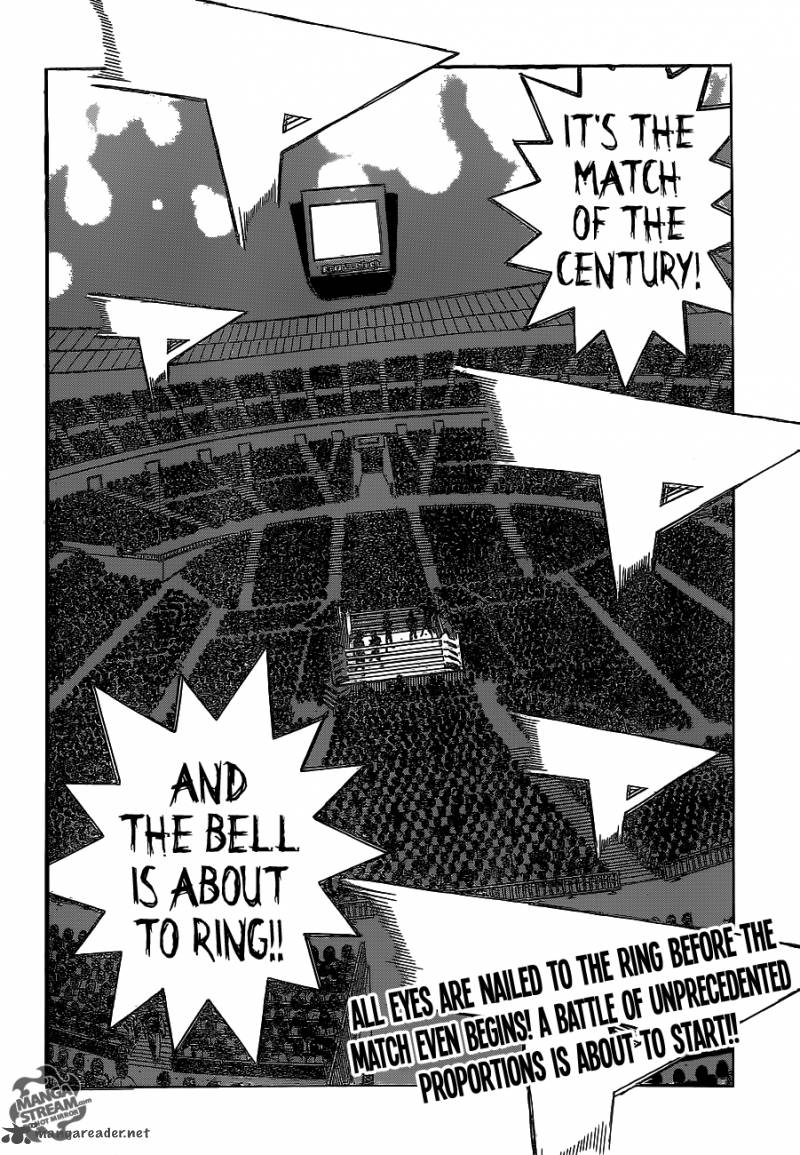 IT'S THE
MATCH
OF THE
CENTURY!
AND
THE BELL
IS ABOUT
TO RING!!
ALL EYES ARE NAILED TO THE RING BEFORE THE
MATCH EVEN BEGINS! A BATTLE OF UNPRECEDENTED
PROPORTIONS IS ABOUT TO START!!
MANGA
STREAM.com
mangareader.net